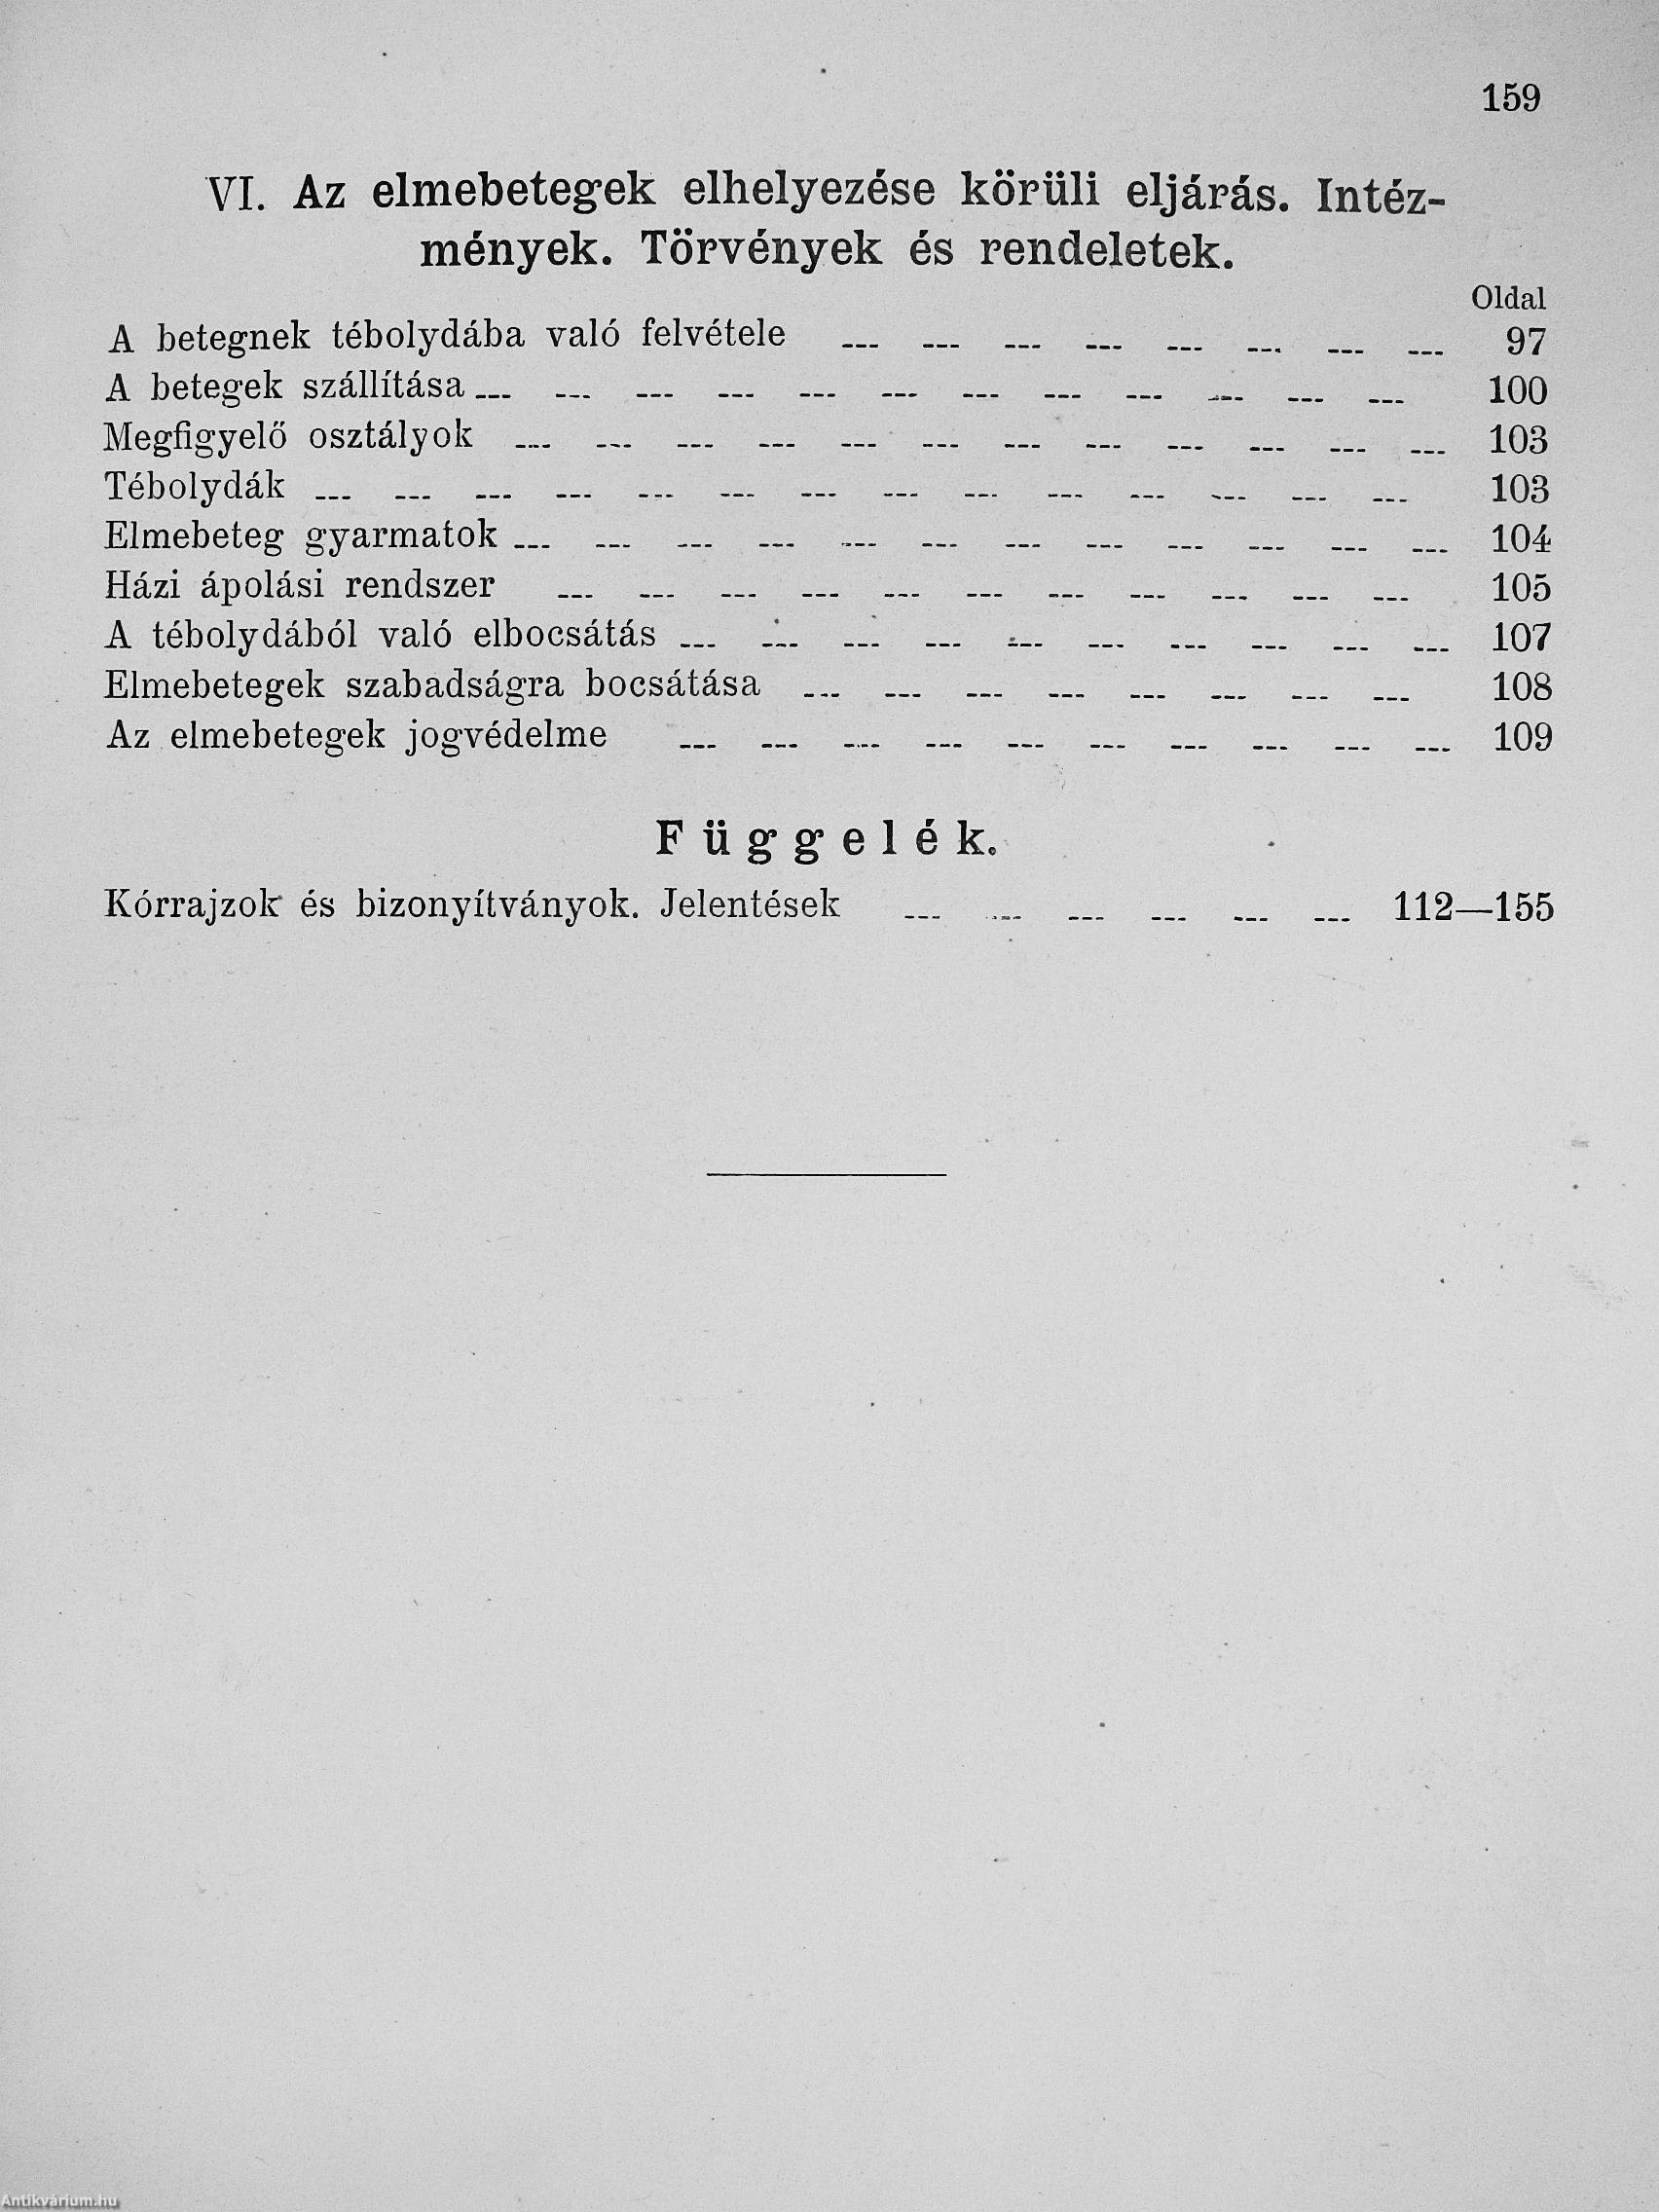 159
VI. Az elmebetegek elhelyezése körüli eljárás. Intéz-
mények. Törvények és rendeletek.
Oldal
A betegnek tébolydába való felvétele 97
A betegek szállítása 100
Megfigyelő osztályok 103
Tébolydák 103
Elmebeteg gyarmatok 104
Házi ápolási rendszer 105
A tébolydából való elbocsátás 107
Elmebetegek szabadságra bocsátása 108
Az elmebetegek jogvédelme 109
Függelék.
Kórrajzok és bizonyítványok. Jelentések 112—155
Antikvárium.hu